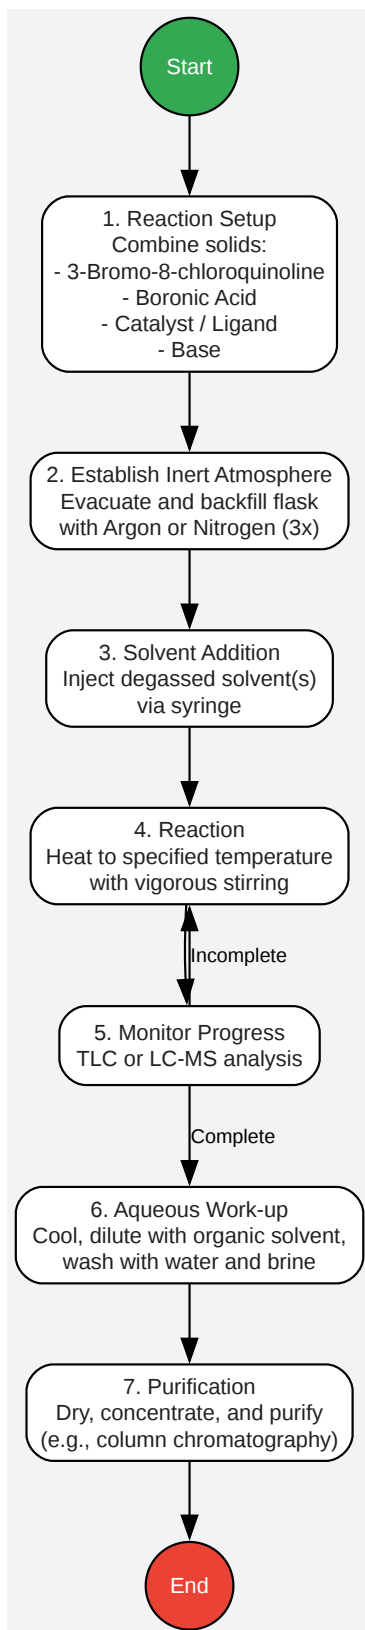 Start
1. Reaction Setup
Combine solids:
- 3-Bromo-8-chloroquinoline
- Boronic Acid
- Catalyst / Ligand
- Base
2. Establish Inert Atmosphere
Evacuate and backfill flask
with Argon or Nitrogen (3x)
3. Solvent Addition
Inject degassed solvent(s)
via syringe
4. Reaction
Heat to specified temperature
with vigorous stirring
Incomplete
5. Monitor Progress
TLC or LC-MS analysis
Complete
6. Aqueous Work-up
Cool, dilute with organic solvent,
wash with water and brine
7. Purification
Dry, concentrate, and purify
(e.g., column chromatography)
End